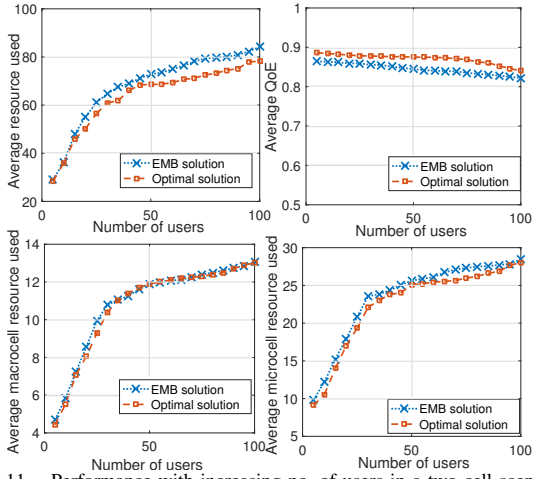 Average resource used
100
80
60
40
20
0
50
100
Number of users
EMB solution
Optimal solution
Average QoE
1
0.9
0.8
0.7
0.6
0.5
0
50
100
Number of users
EMB solution
Optimal solution
Average macrocell resource used
14
12
10
8
6
4
0
50
100
Number of users
EMB solution
Optimal solution
Average microcell resource used
30
25
20
15
10
5
0
50
100
Number of users
EMB solution
Optimal solution
11. Performance with increasing no. of users in a two cell